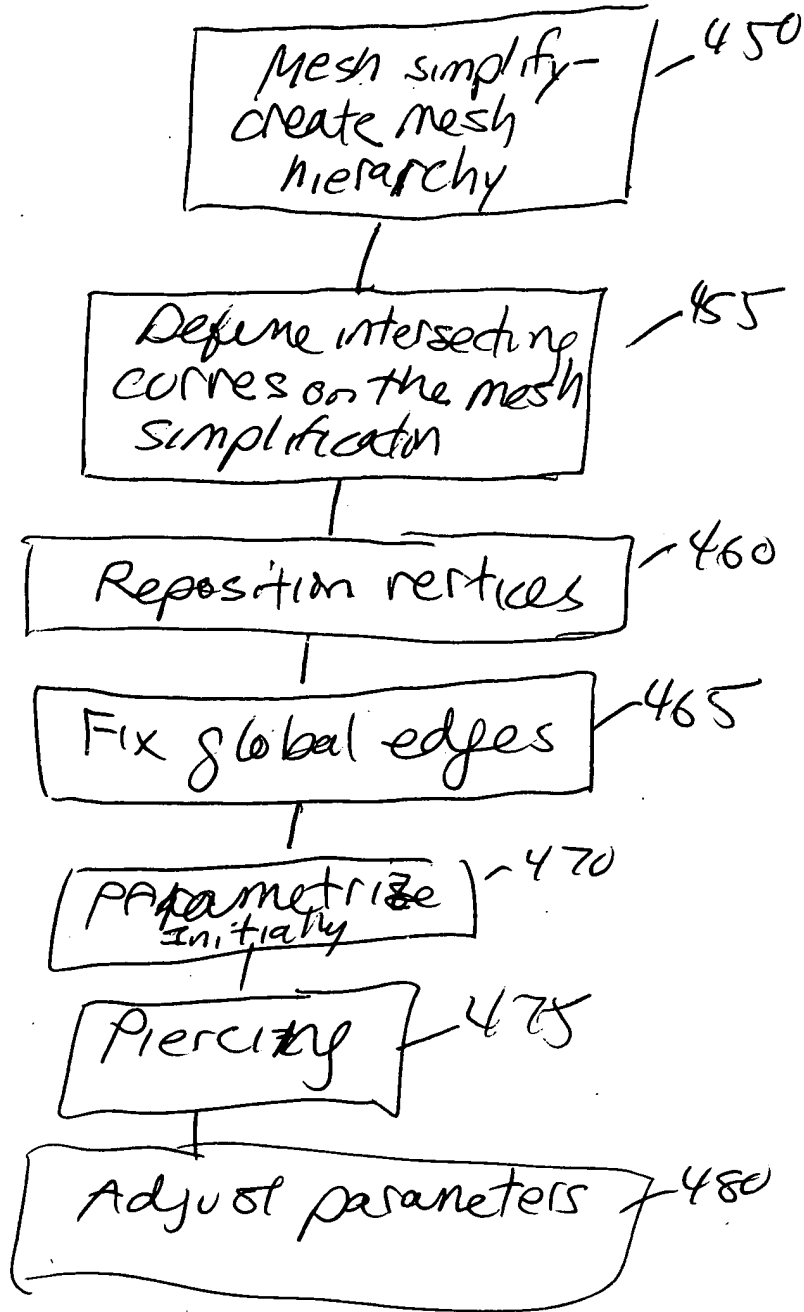 Mesh simplify-
450
create mesh
hierarchy
Define intersecting
455
curves on the mesh
simplification
Reposition vertices
460
Fix global edges
465
Parametrize
470
Initially
Piercing
475
Adjust parameters
480